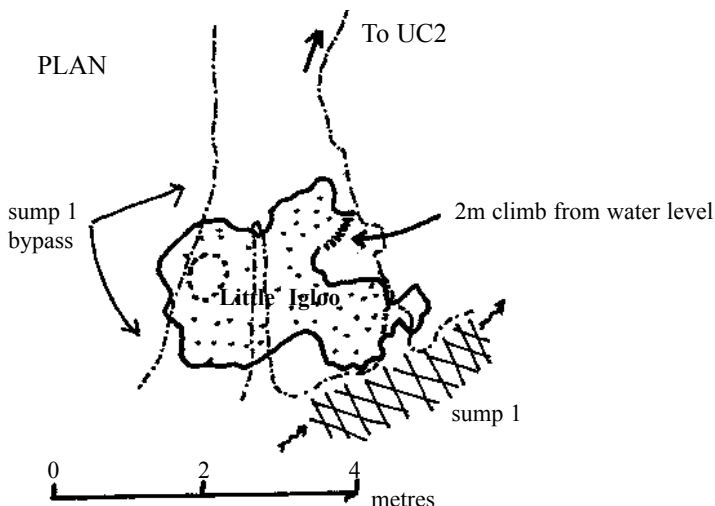 To UC2
PLAN
sump 1
bypass
2m climb from water level
Little Igloo
sump 1
0 2 4
metres